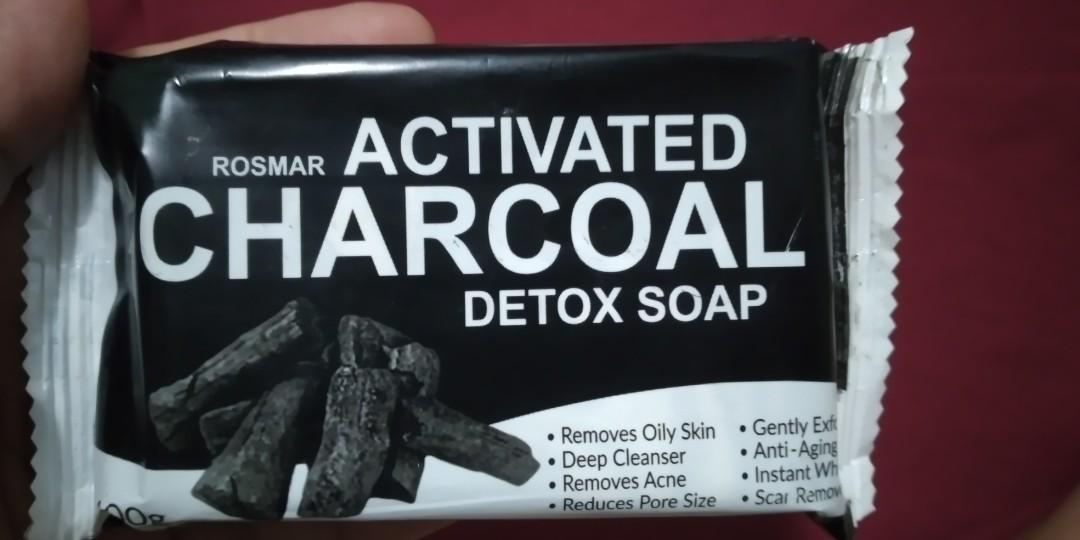 ROSMAR ACTIVATED
CHARCOAL
DETOX SOAP
• Removes Oily Skin
• Deep Cleanser
• Removes Acne
• Reduces Pore Size
• Gently
• Anti-Aging
• Instant
• Scar